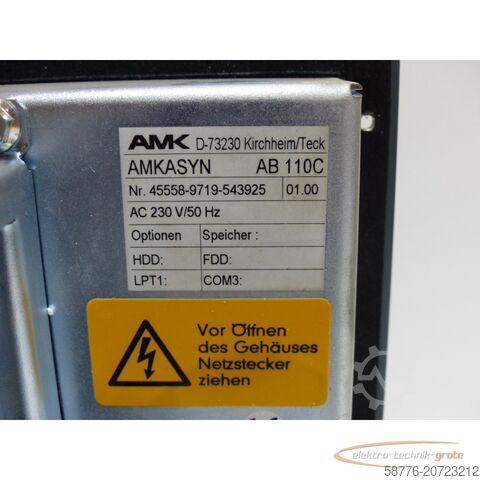 AMK D-73230 Kirchheim/Teck
AMKASYN AB 110C
Nr. 45558-9719-543925 01.00
AC 230 V/50 Hz
Optionen Speicher :
HDD: FDD:
LPT1: COM3:
Vor Öffnen
des Gehäuses
Netzstecker
ziehen
elektro-technik-grote
58776-20723212